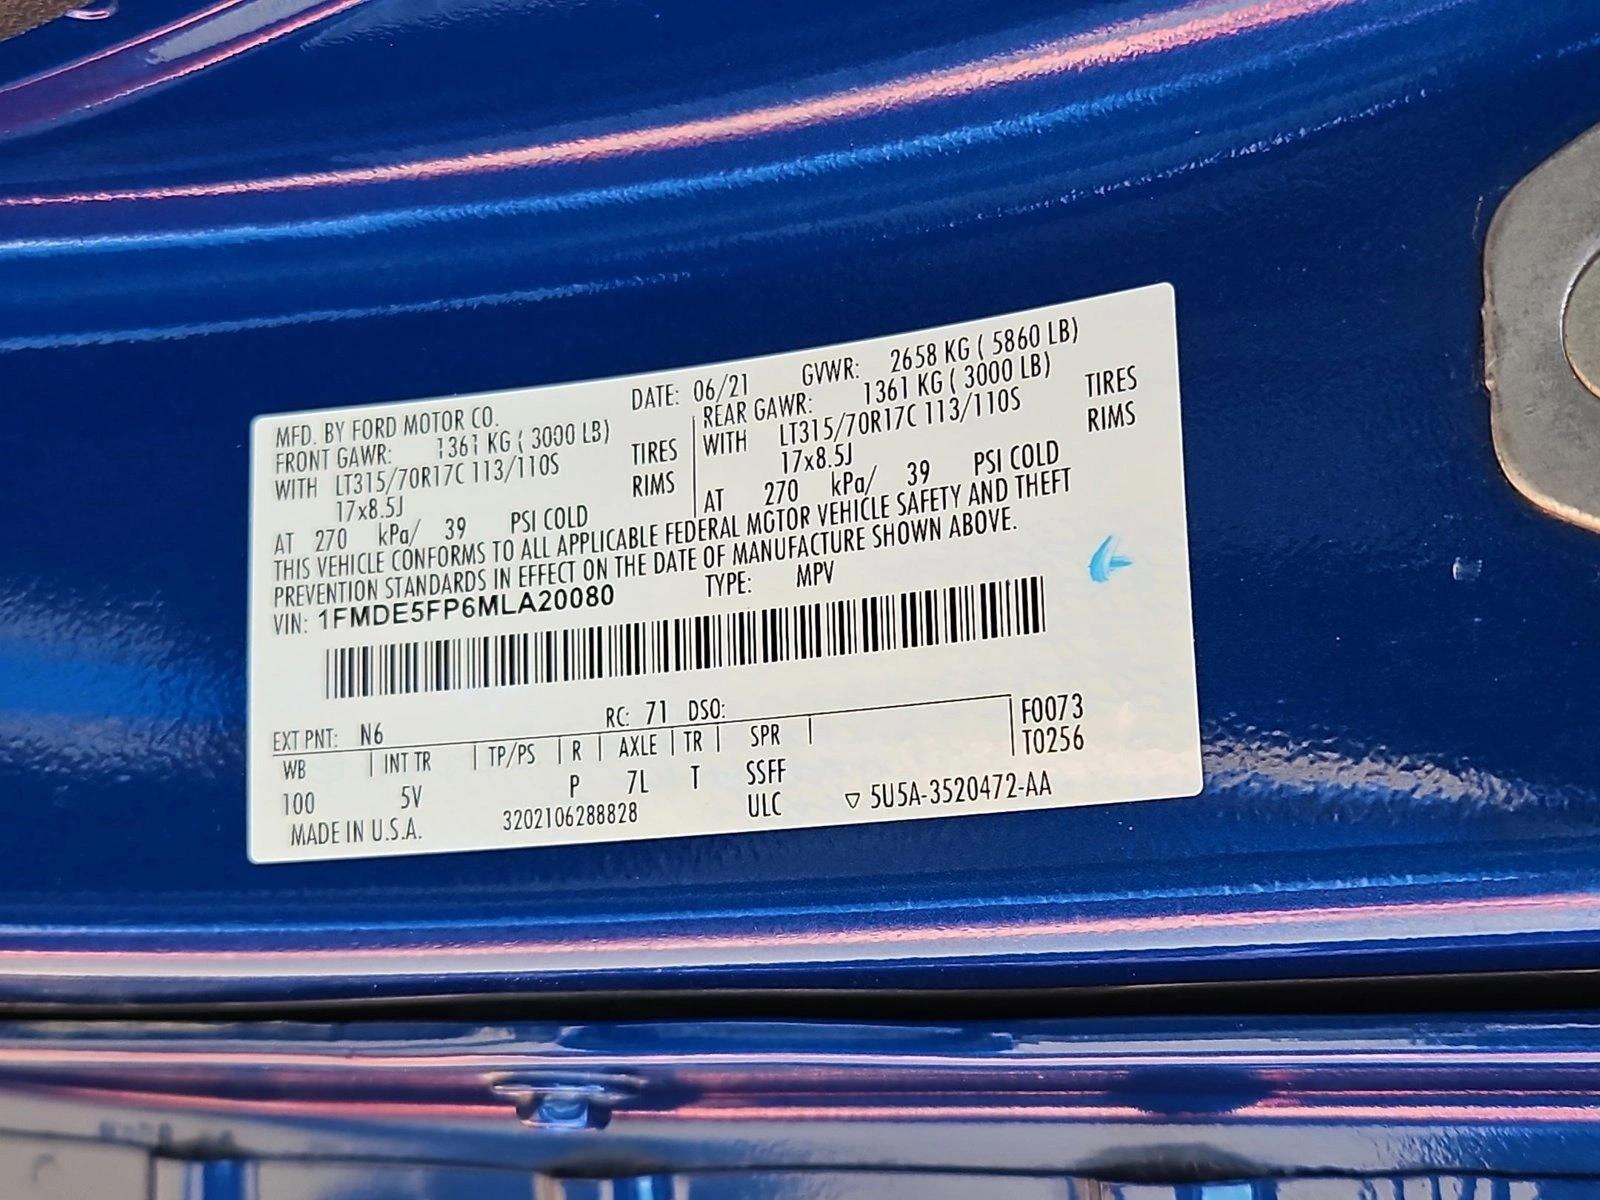 MFD. BY FORD MOTOR CO. DATE: 06/21 GVWR: 2658 KG ( 5860 LB)
FRONT GAWR: 1361 KG ( 3000 LB) REAR GAWR: 1361 KG ( 3000 LB)
WITH LT315/70R17C 113/110S TIRES WITH LT315/70R17C 113/110S TIRES
17x8.5J RIMS 17x8.5J RIMS
AT 270 kPa/ 39 PSI COLD AT 270 kPa/ 39 PSI COLD
THIS VEHICLE CONFORMS TO ALL APPLICABLE FEDERAL MOTOR VEHICLE SAFETY AND THEFT
PREVENTION STANDARDS IN EFFECT ON THE DATE OF MANUFACTURE SHOWN ABOVE.
VIN: 1FMDE5FP6MLA20080 TYPE: MPV
EXT PNT: N6 RC: 71 DSO: F0073
WB INT TR TP/PS R AXLE TR SPR T0256
100 5V P 7L T SSFF
MADE IN U.S.A. 3202106288828 ULC ▽ 5U5A-3520472-AA